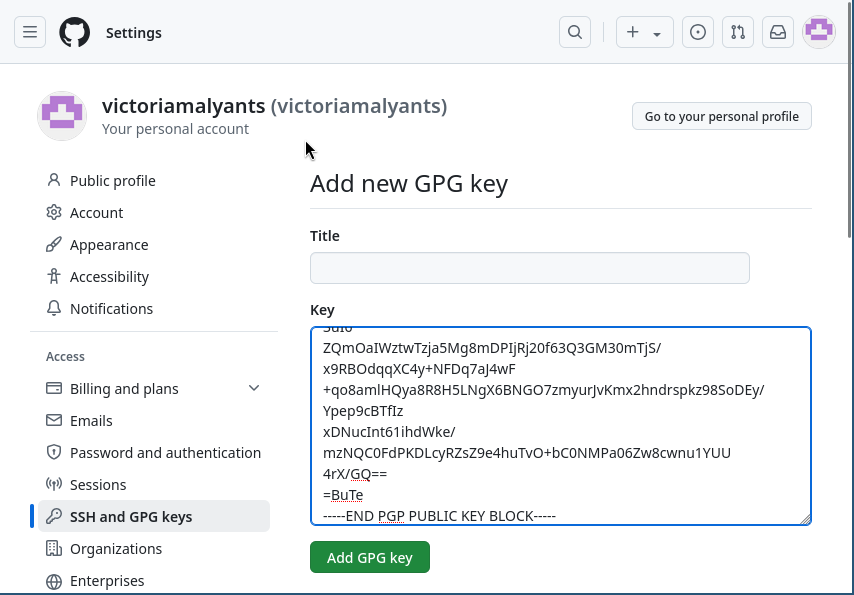 Settings
victoriamalyants (victoriamalyants)
Your personal account
Go to your personal profile
Public profile
Account
Appearance
Accessibility
Notifications
Access
Billing and plans
Emails
Password and authentication
Sessions
SSH and GPG keys
Organizations
Enterprises
Add new GPG key
Title
Key
ZQmOaIWztwTzja5Mg8mDPIjRj20f63Q3GM30mTjS/
x9RBOdqqXC4y+NFDq7aJ4wF
+qo8amlHQya8R8H5LNgX6BNGO7zmyurJvKmx2hndrspkz98SoDEy/
Ypep9cBTfIz
xDNucInt61ihdWke/
mzNQC0FdPKDLcyRZsZ9e4huTvO+bC0NMPa06Zw8cwnu1YUU
4rX/GQ==
=BuTe
-----END PGP PUBLIC KEY BLOCK-----
Add GPG key